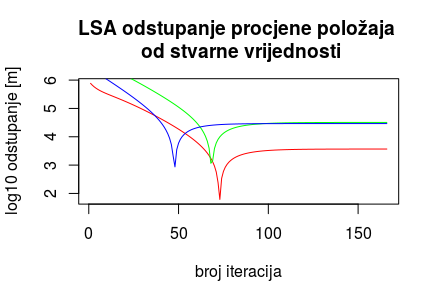 LSA odstupanje procjene položaja
od stvarne vrijednosti
log10 odstupanje [m]
6
5
4
3
2
0
50
100
150
broj iteracija